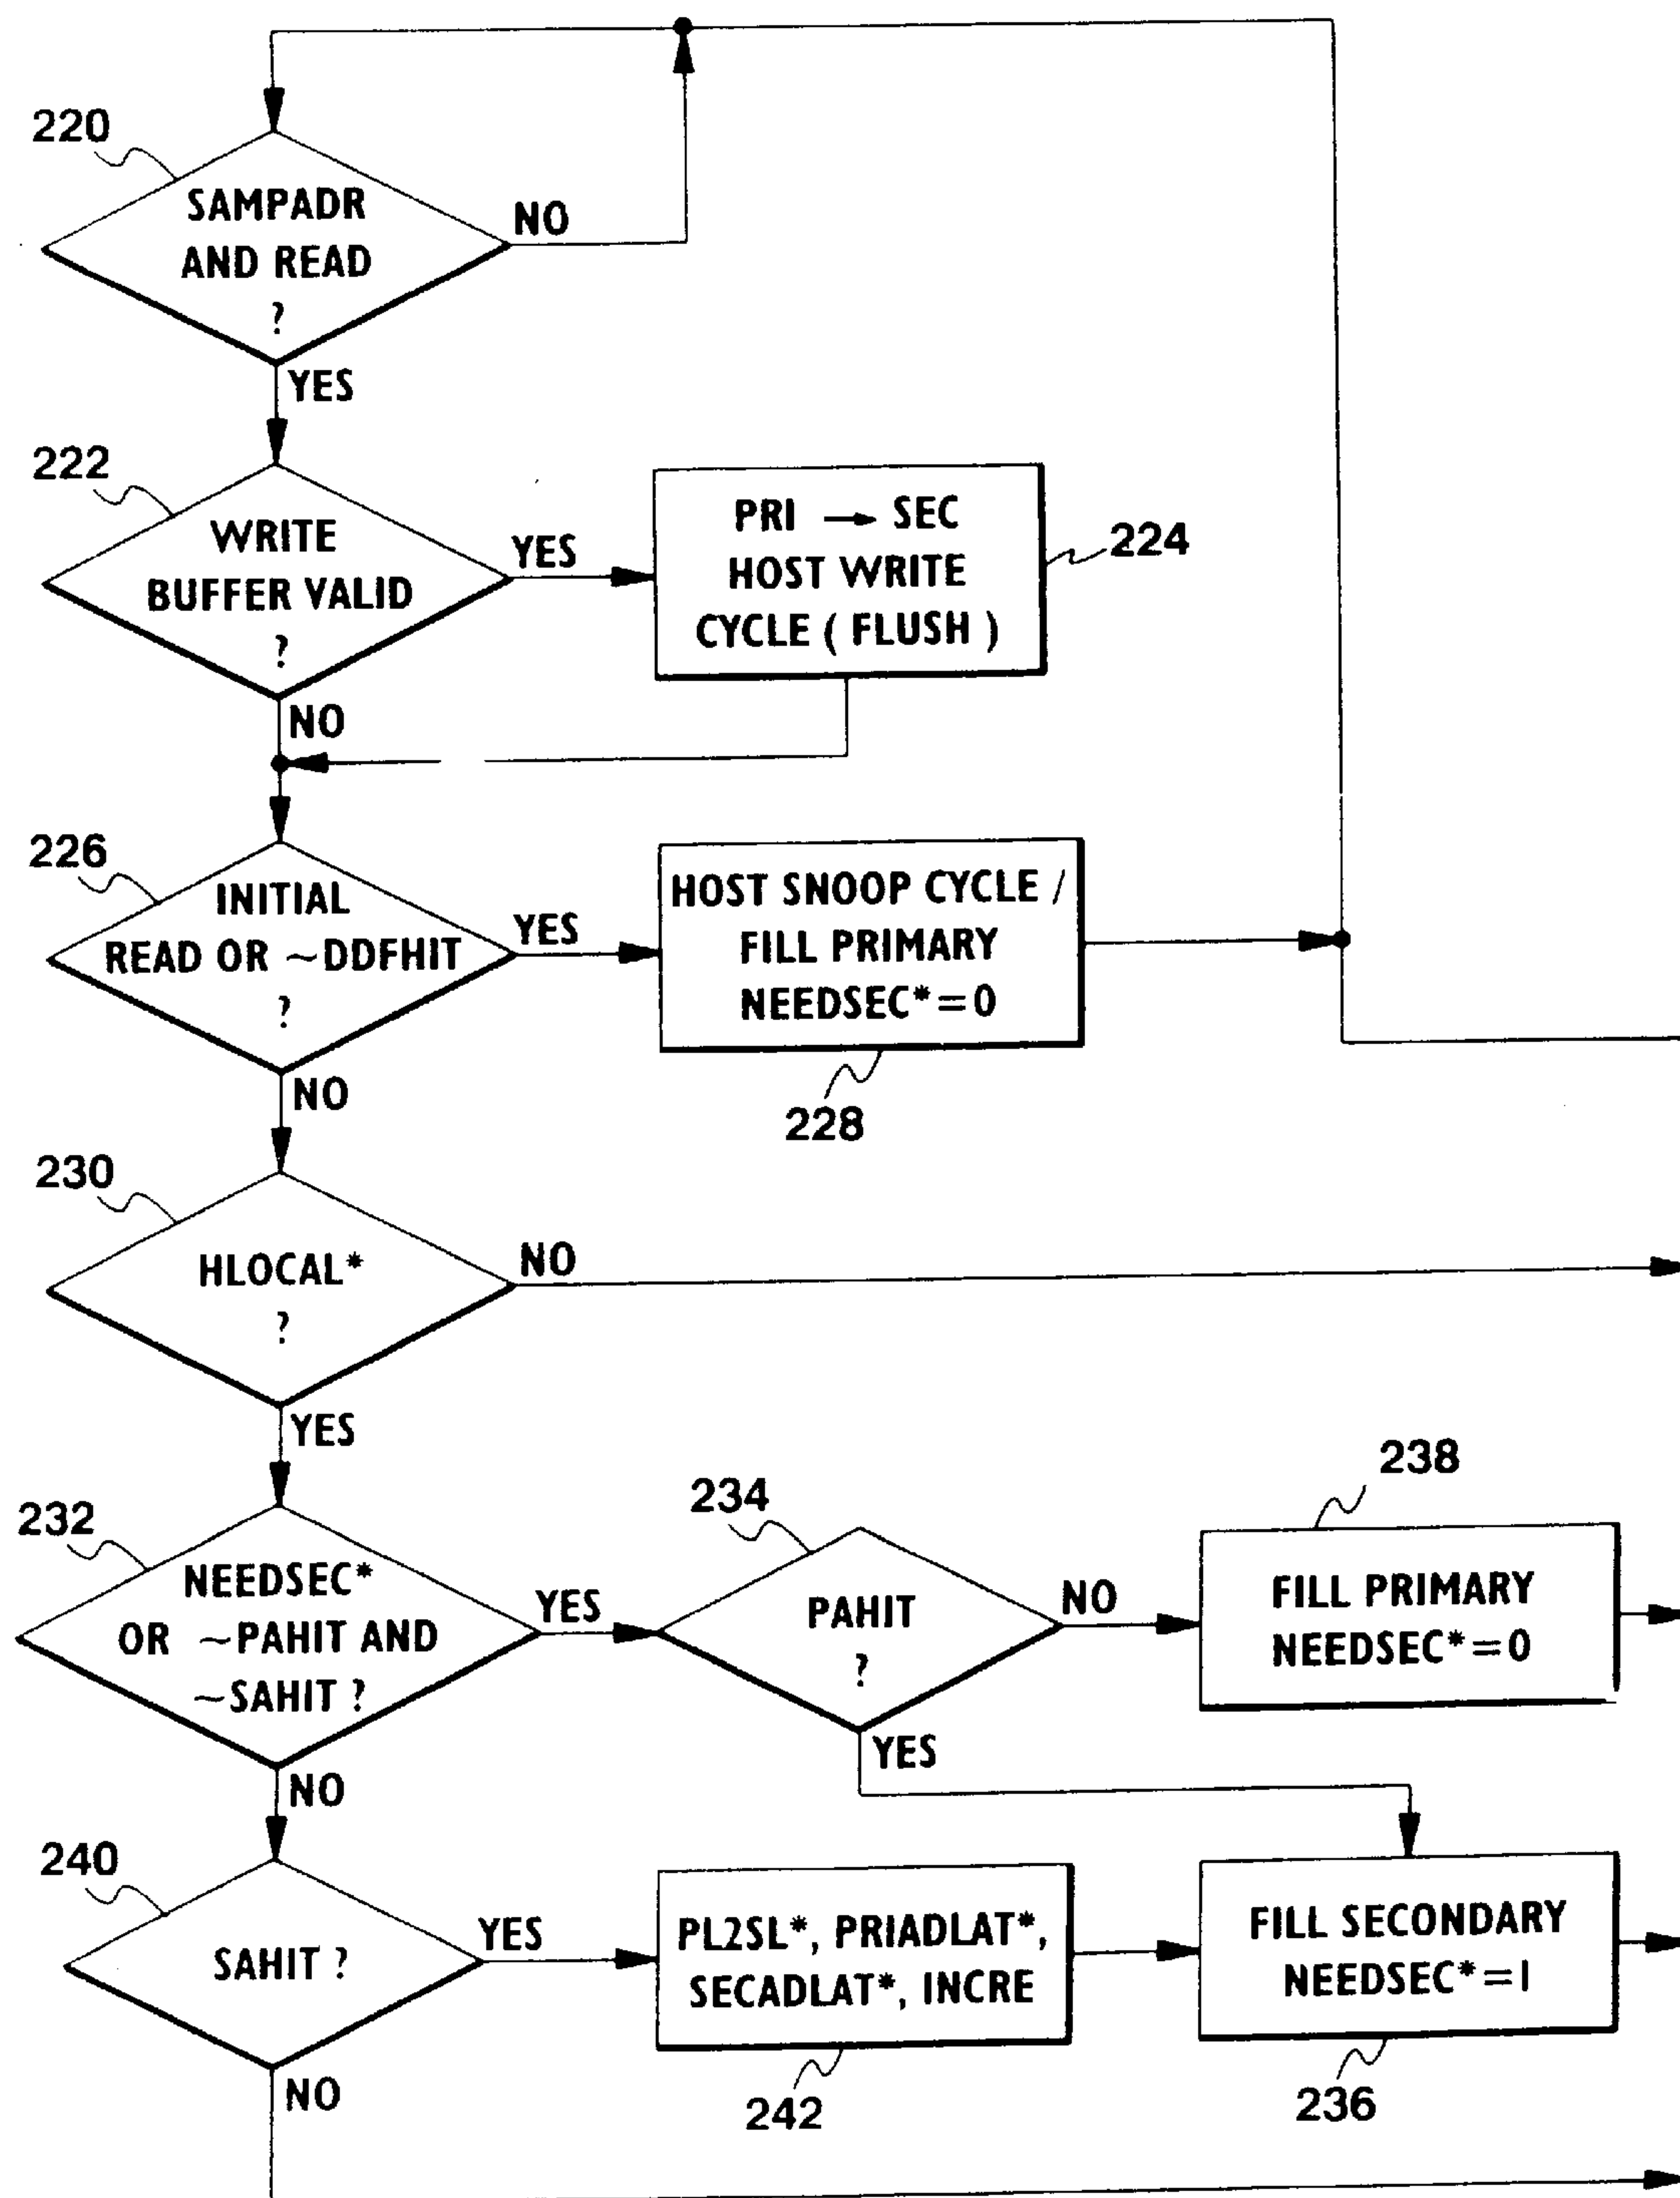 220
SAMPADR
AND READ
?
NO
YES
222
WRITE
BUFFER VALID
?
YES
NO
PRI → SEC
HOST WRITE
CYCLE ( FLUSH )
224
226
INITIAL
READ OR ~DDFHIT
?
YES
NO
HOST SNOOP CYCLE /
FILL PRIMARY
NEEDSEC*=0
228
230
HLOCAL*
?
NO
YES
232
NEEDSEC*
OR ~PAHIT AND
~SAHIT ?
YES
NO
234
PAHIT
?
NO
YES
238
FILL PRIMARY
NEEDSEC*=0
240
SAHIT ?
YES
NO
PL2SL*, PRIADLAT*,
SECADLAT*, INCRE
242
FILL SECONDARY
NEEDSEC*=1
236